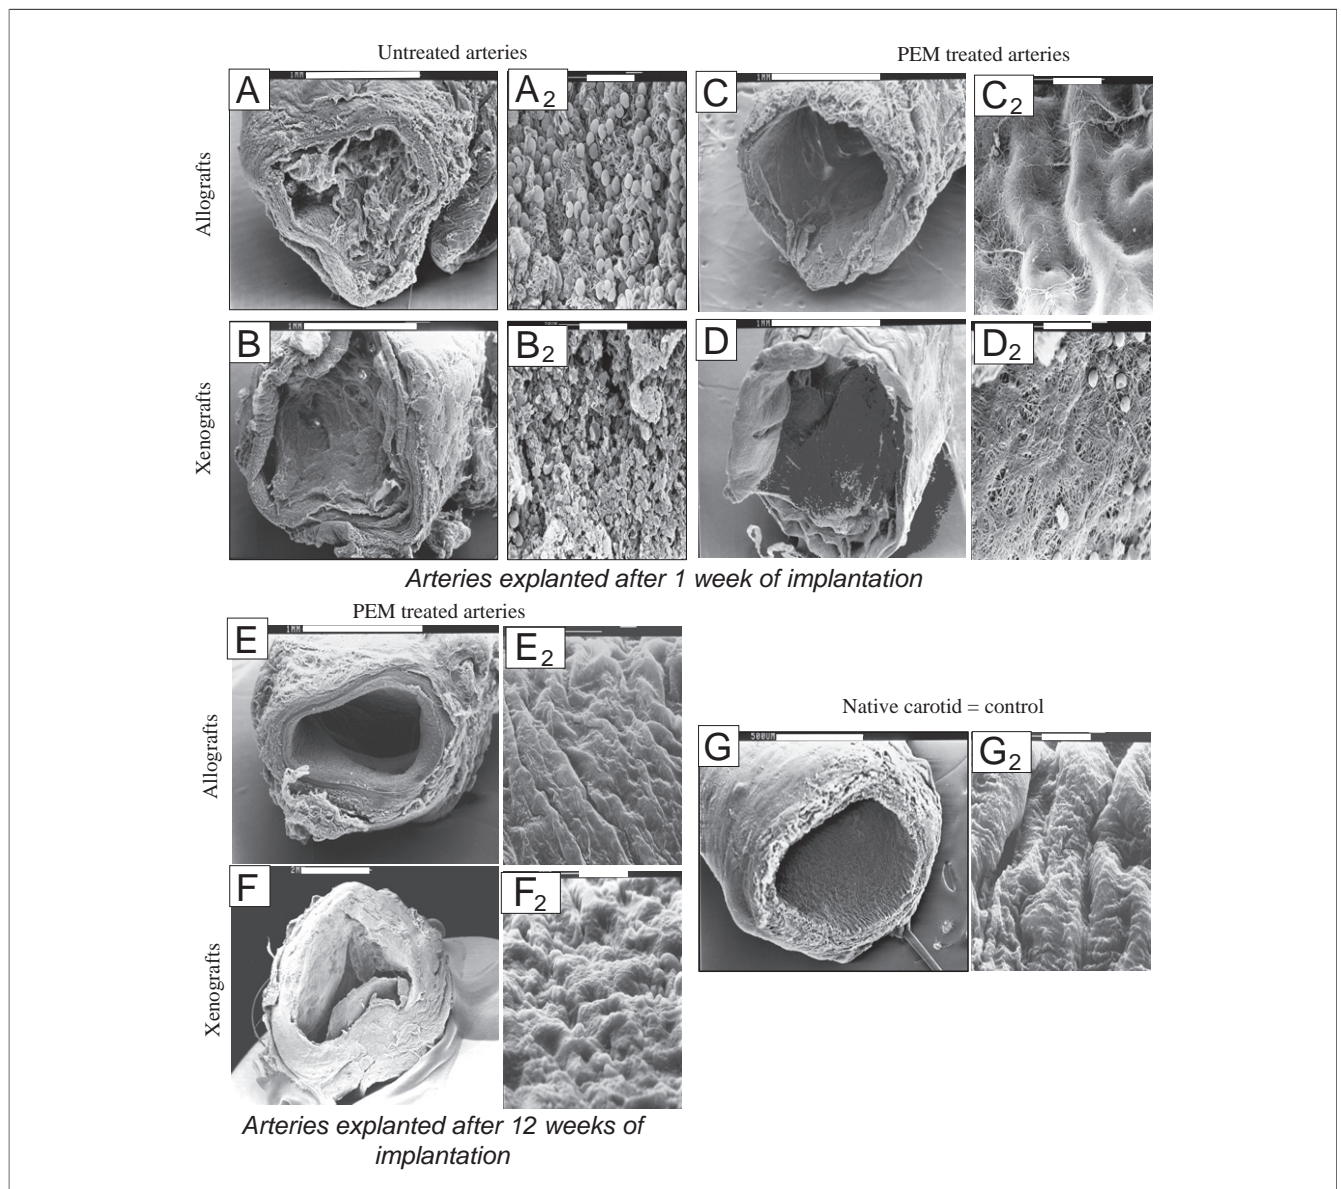 Untreated arteries
PEM treated arteries
Allografts
A
1MM
A2
C
1MM
C2
Xenografts
B
1MM
B2
D
1MM
D2
Arteries explanted after 1 week of implantation
PEM treated arteries
Allografts
E
1MM
E2
Native carotid = control
G
500UM
G2
Xenografts
F
F2
Arteries explanted after 12 weeks of
implantation